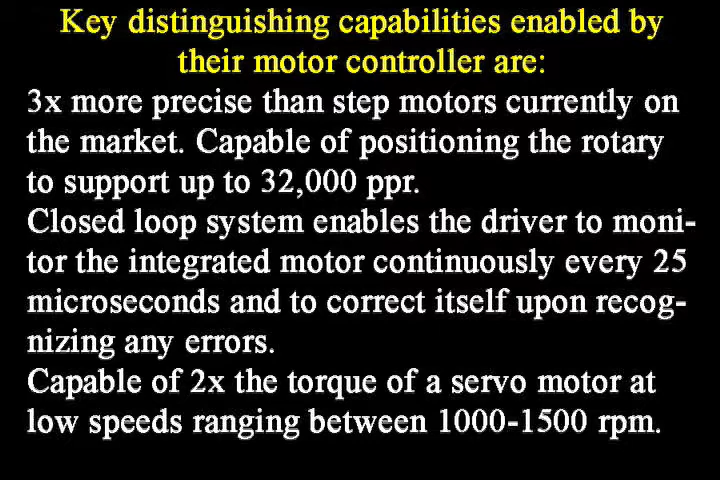 Key distinguishing capabilities enabled by
their motor controller are:
3x more precise than step motors currently on
the market. Capable of positioning the rotary
to support up to 32,000 ppr.
Closed loop system enables the driver to moni-
tor the integrated motor continuously every 25
microseconds and to correct itself upon recog-
nizing any errors.
Capable of 2x the torque of a servo motor at
low speeds ranging between 1000-1500 rpm.